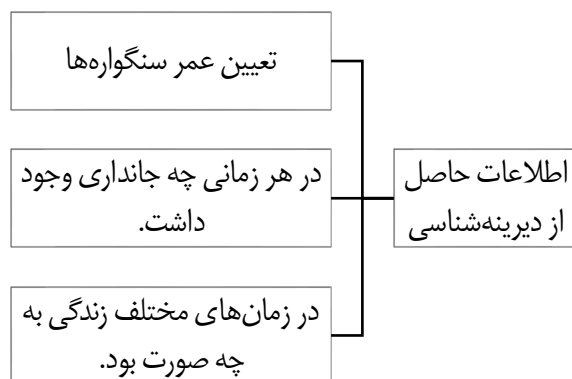 اطلاعات حاصل
از دیرینه‌شناسی
تعیین عمر سنگواره‌ها
در هر زمانی چه جانداری وجود
داشت.
در زمان‌های مختلف زندگی به
چه صورت بود.